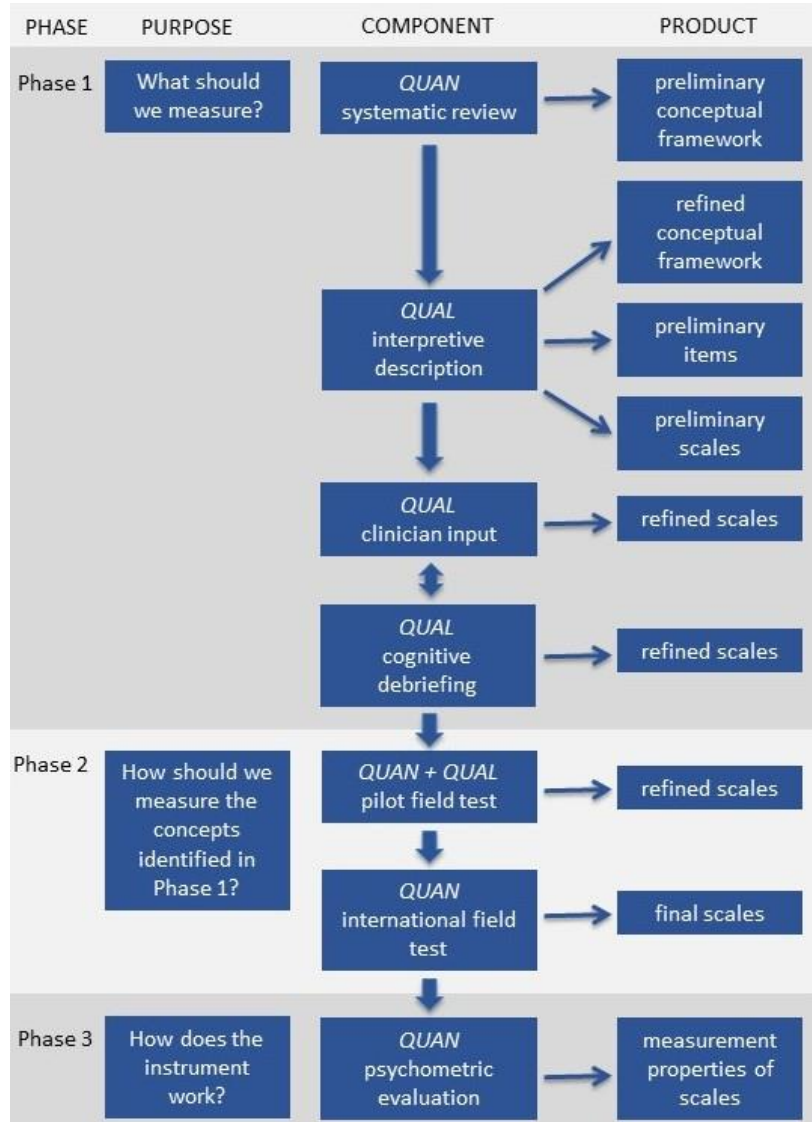 PHASE PURPOSE COMPONENT PRODUCT
Phase 1
What should
we measure?
QUAN
systematic review
preliminary
conceptual
framework
refined
conceptual
framework
QUAL
interpretive
description
preliminary
items
preliminary
scales
QUAL
clinician input
refined scales
QUAL
cognitive
debriefing
refined scales
Phase 2
How should we
measure the
concepts
identified in
Phase 1?
QUAN + QUAL
pilot field test
refined scales
QUAN
international field
test
final scales
Phase 3
How does the
instrument
work?
QUAN
psychometric
evaluation
measurement
properties of
scales